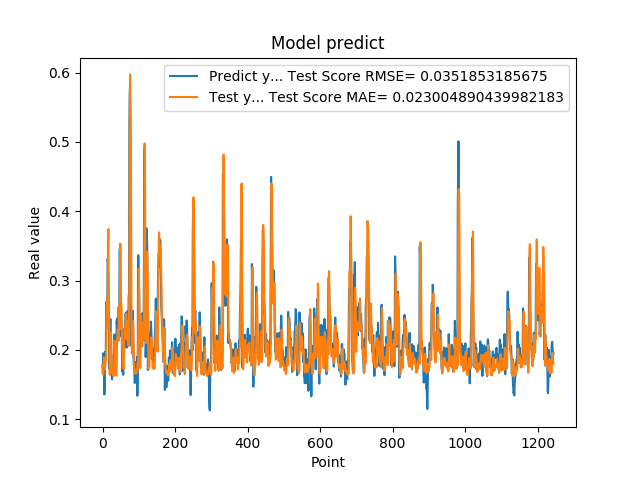 Model predict
Predict y... Test Score RMSE= 0.0351853185675
Test y... Test Score MAE= 0.023004890439982183
Real value
0.6
0.5
0.4
0.3
0.2
0.1
0 200 400 600 800 1000 1200
Point